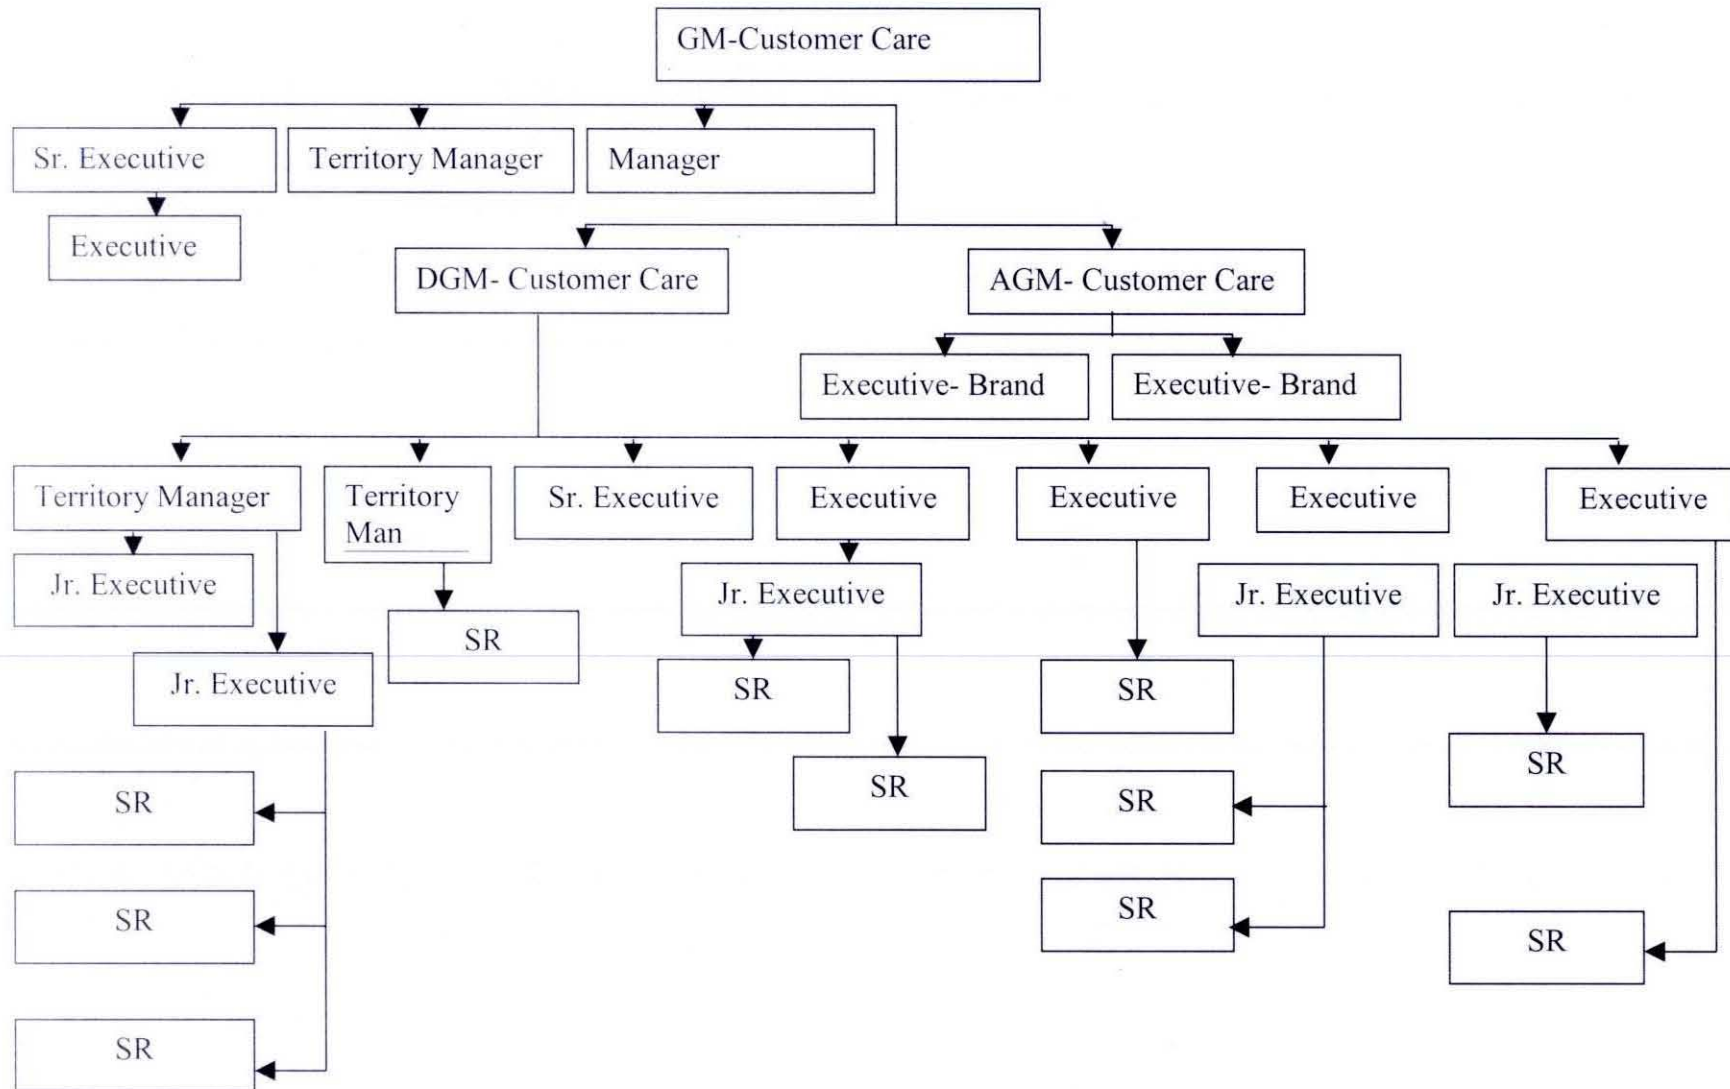 GM-Customer Care
Sr. Executive
Territory Manager
Manager
Executive
DGM- Customer Care
AGM- Customer Care
Executive- Brand
Executive- Brand
Territory Manager
Territory
Man
Sr. Executive
Executive
Executive
Executive
Executive
Jr. Executive
Jr. Executive
Jr. Executive
Jr. Executive
SR
Jr. Executive
SR
SR
SR
SR
SR
SR
SR
SR
SR
SR